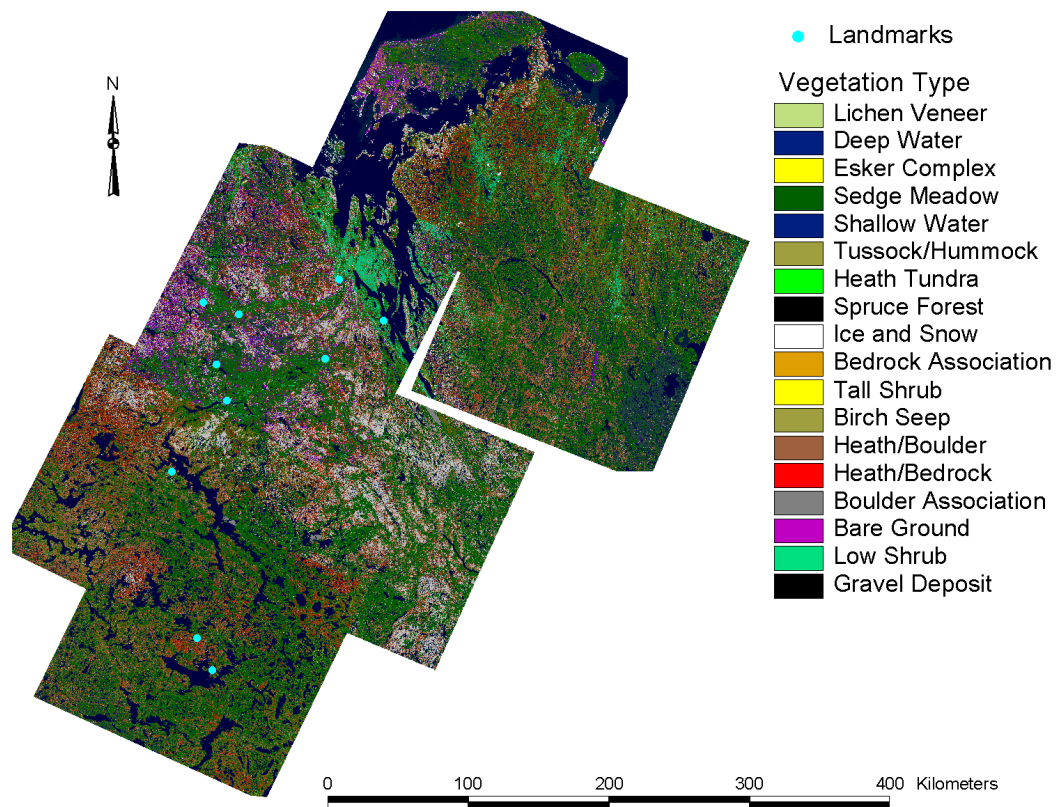 Landmarks
N
Vegetation Type
Lichen Veneer
Deep Water
Esker Complex
Sedge Meadow
Shallow Water
Tussock/Hummock
Heath Tundra
Spruce Forest
Ice and Snow
Bedrock Association
Tall Shrub
Birch Seep
Heath/Boulder
Heath/Bedrock
Boulder Association
Bare Ground
Low Shrub
Gravel Deposit
0 100 200 300 400 Kilometers